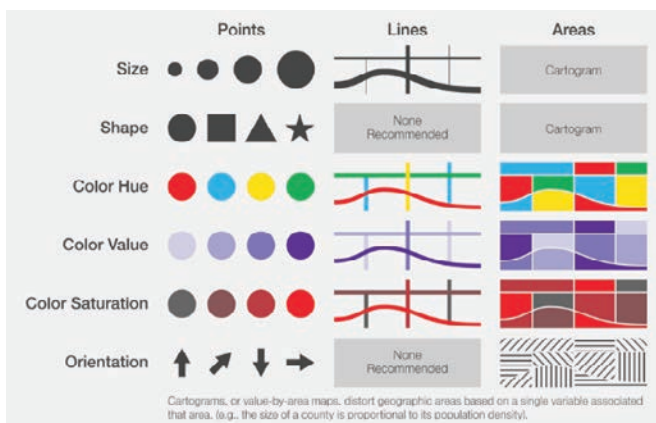 Points Lines Areas
Size Cartogram
Shape None Recommended Cartogram
Color Hue
Color Value
Color Saturation
Orientation None Recommended
Cartograms, or value-by-area maps, distort geographic areas based on a single variable associated
that area. (e.g., the size of a county is proportional to its population density).